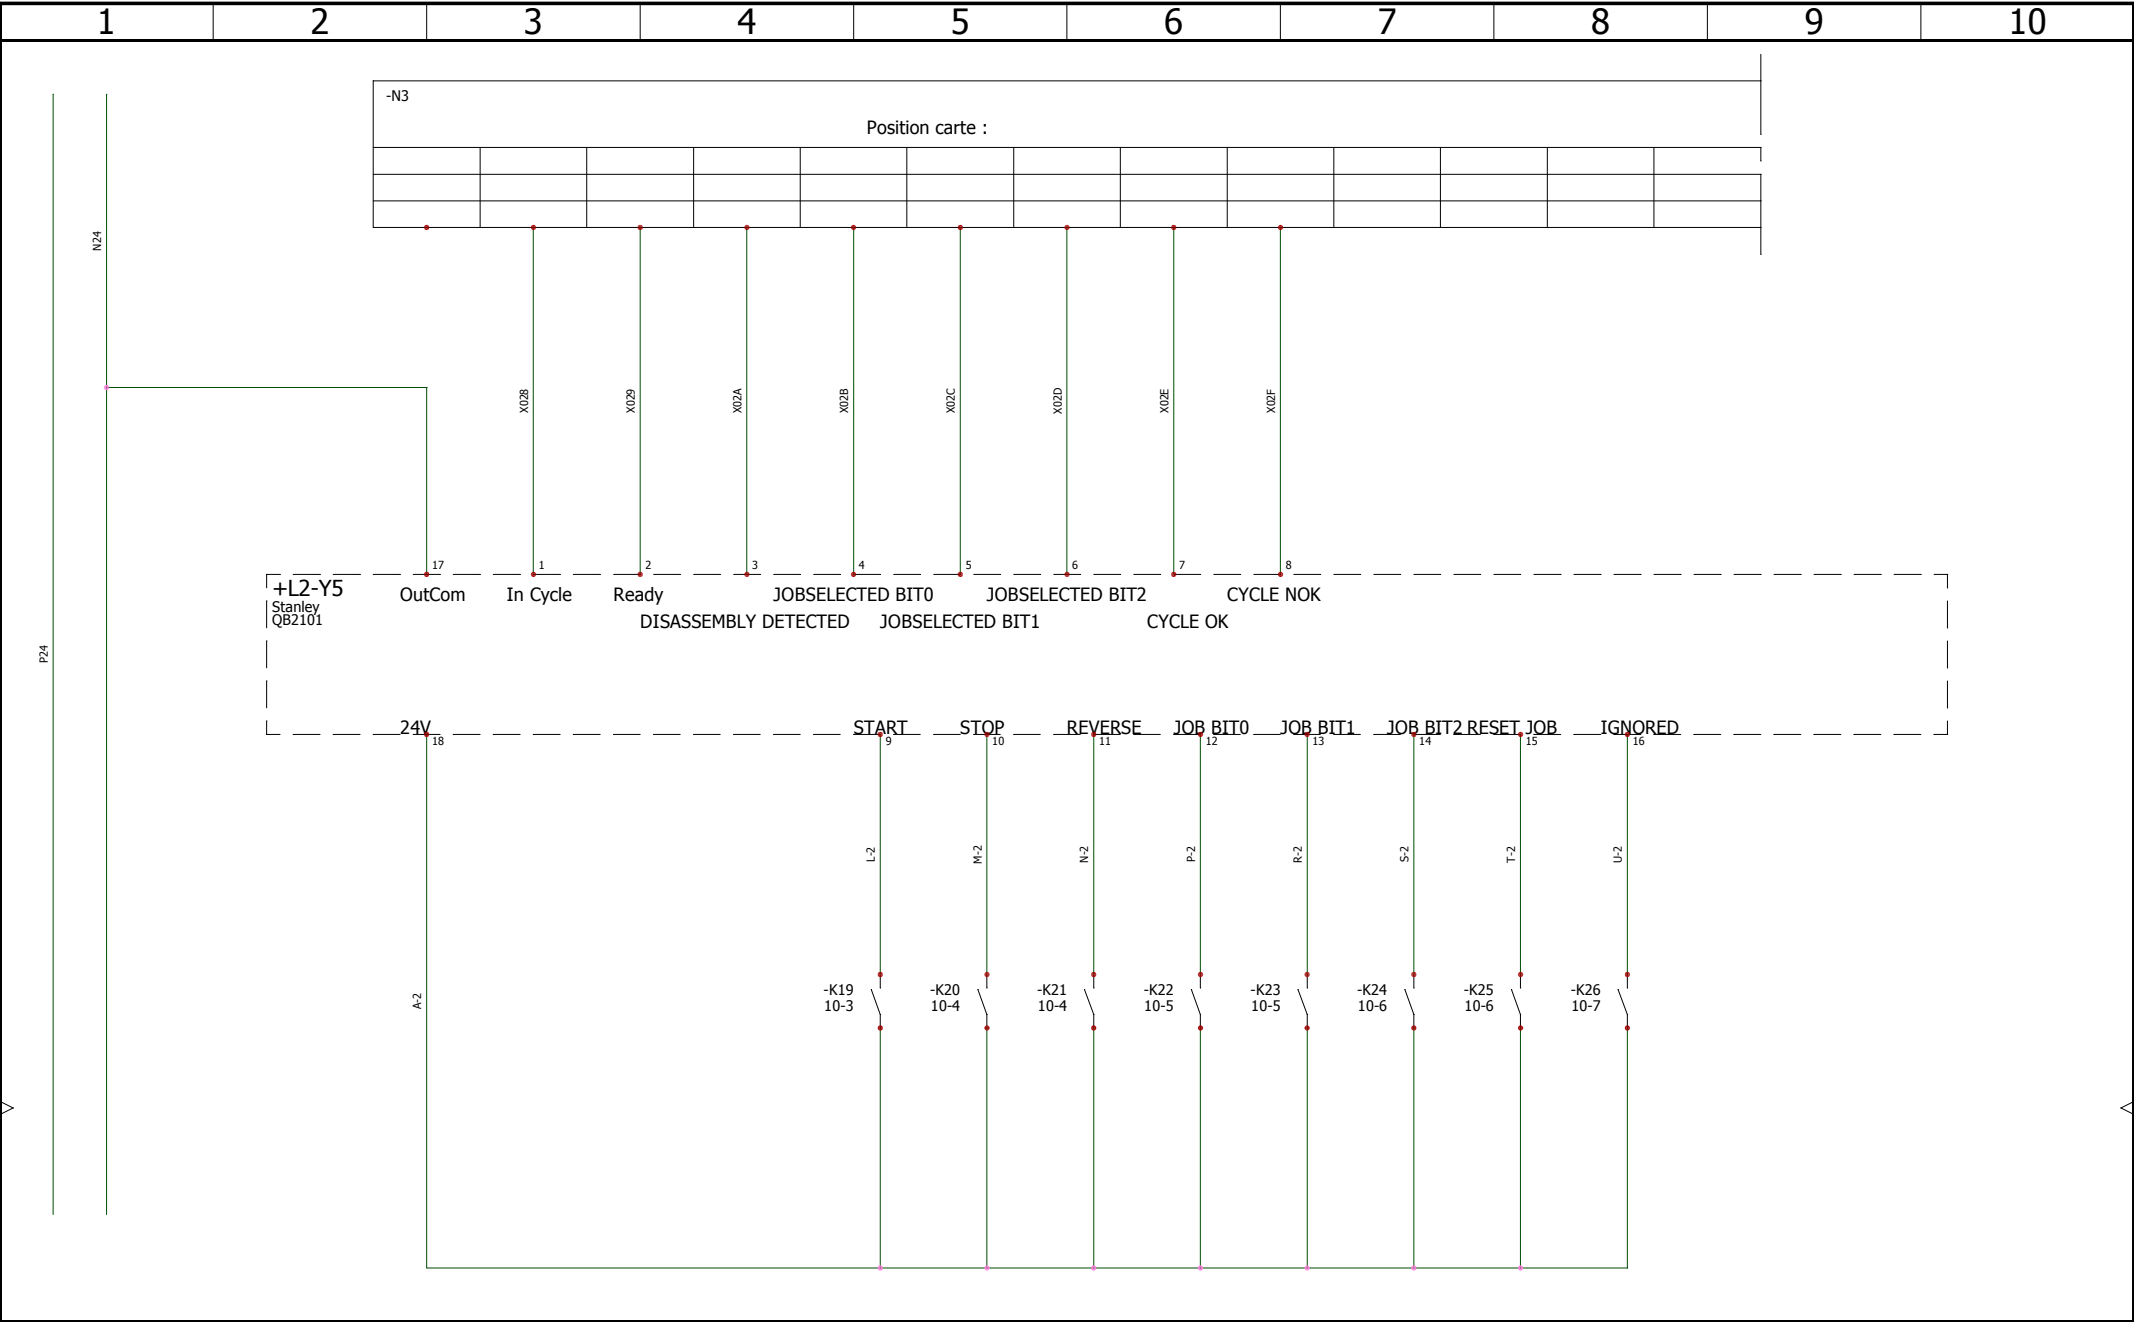 1 2 3 4 5 6 7 8 9 10
-N3
Position carte :
N24
X028 X029 X02A X02B X02C X02D X02E X02F
17 1 2 3 4 5 6 7 8
+L2-Y5
Stanley
QB2101
OutCom In Cycle Ready JOBSELECTED BIT0 JOBSELECTED BIT2 CYCLE NOK
DISASSEMBLY DETECTED JOBSELECTED BIT1 CYCLE OK
P24
24V START STOP REVERSE JOB BIT0 JOB BIT1 JOB BIT2 RESET JOB IGNORED
18 9 10 11 12 13 14 15 16
L-2 M-2 N-2 P-2 R-2 S-2 T-2 U-2
A-2
-K19 -K20 -K21 -K22 -K23 -K24 -K25 -K26
10-3 10-4 10-4 10-5 10-5 10-6 10-6 10-7